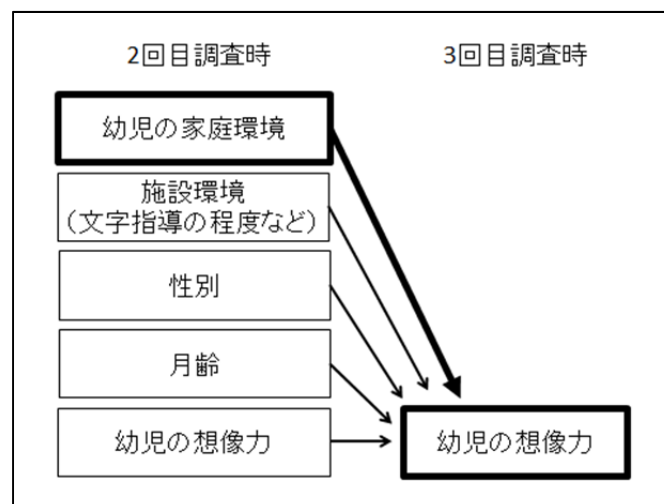 2回目調査時
3回目調査時
幼児の家庭環境
施設環境
（文字指導の程度など）
性別
月齢
幼児の想像力
幼児の想像力